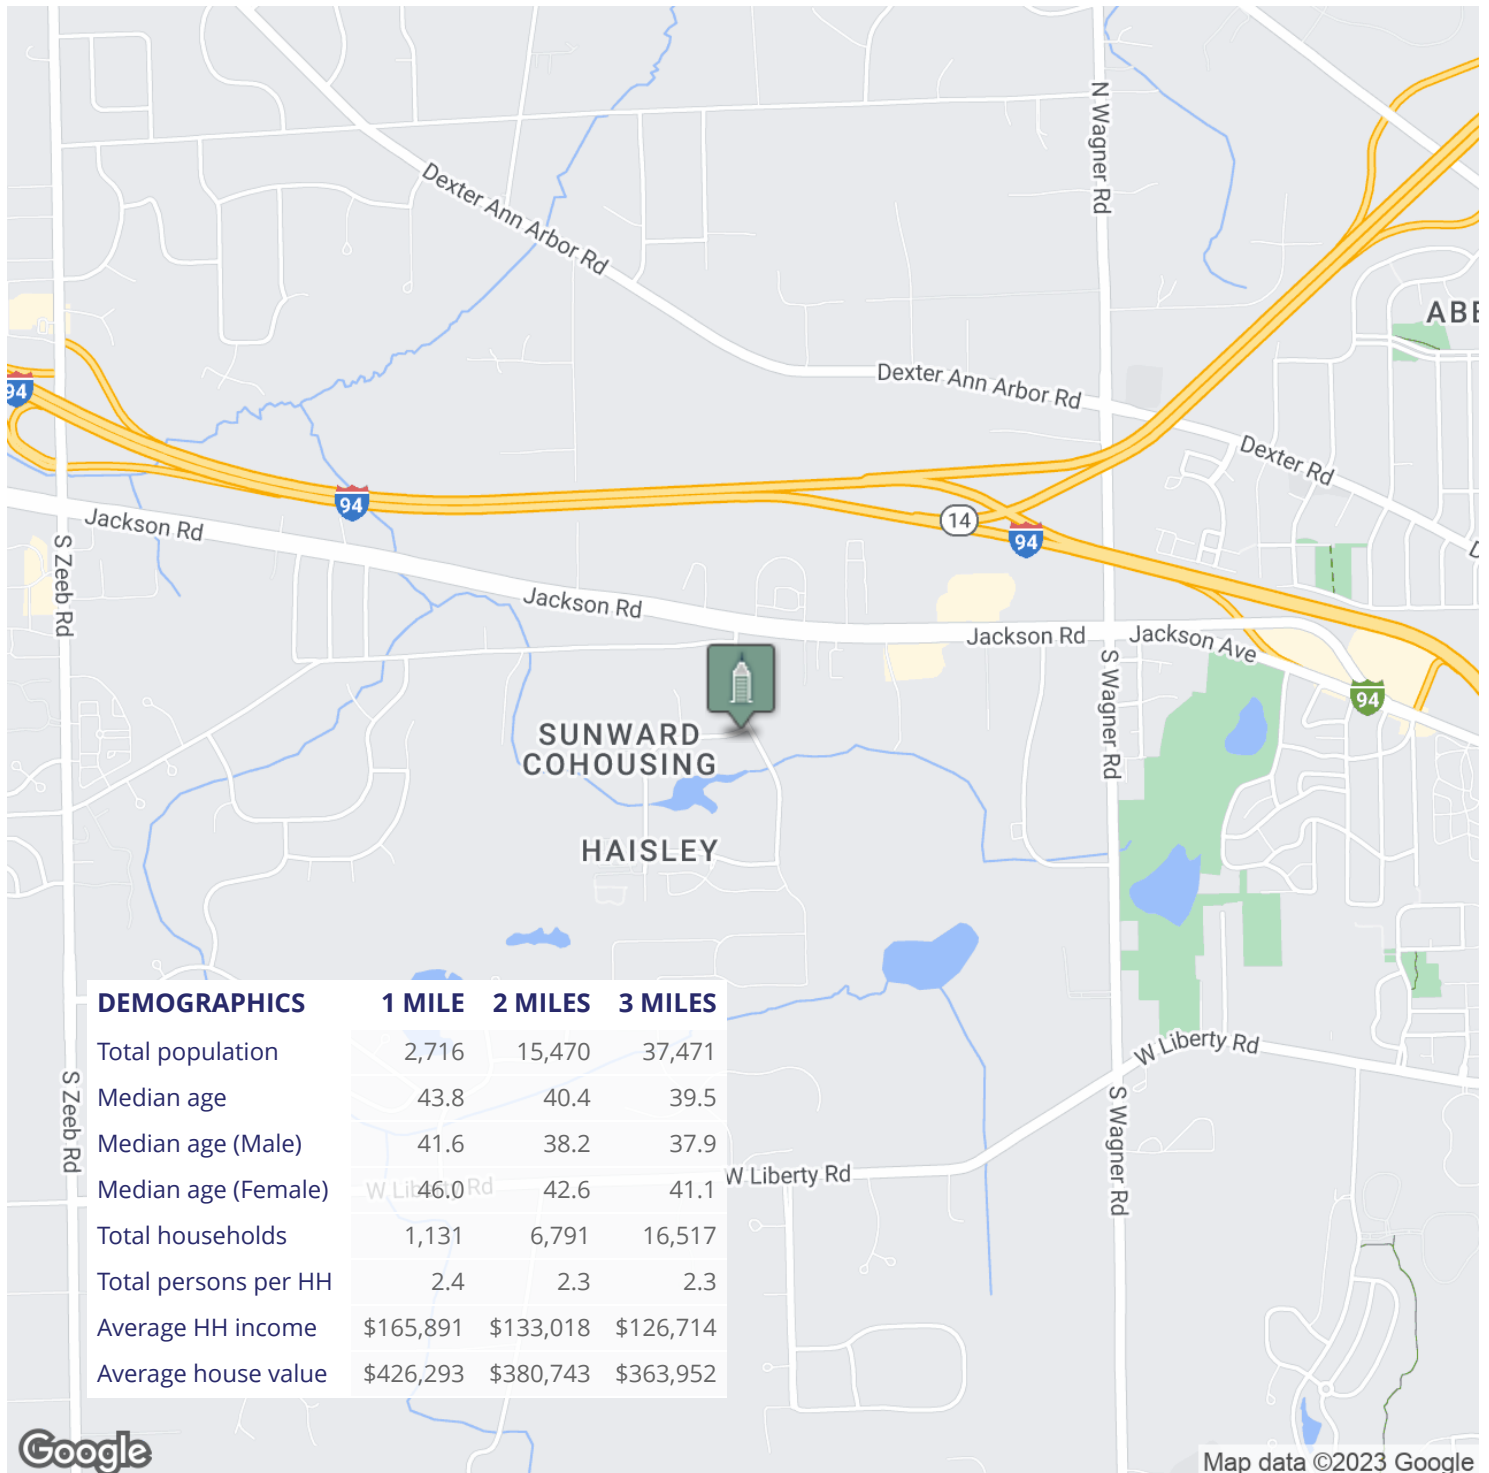 N Wagner Rd
Dexter Ann Arbor Rd
ABE
94
Dexter Ann Arbor Rd
Dexter Rd
94
14
94
Jackson Rd
S Zeeb Rd
Jackson Rd
Jackson Rd
Jackson Ave
S Wagner Rd
94
SUNWARD
COHOUSING
HAISLEY
DEMOGRAPHICS 1 MILE 2 MILES 3 MILES
Total population 2,716 15,470 37,471
Median age 43.8 40.4 39.5
Median age (Male) 41.6 38.2 37.9
Median age (Female) 46.0 42.6 41.1
Total households 1,131 6,791 16,517
Total persons per HH 2.4 2.3 2.3
Average HH income $165,891 $133,018 $126,714
Average house value $426,293 $380,743 $363,952
W Liberty Rd
S Zeeb Rd
S Wagner Rd
W Liberty Rd
W Liberty Rd
Google
Map data ©2023 Google